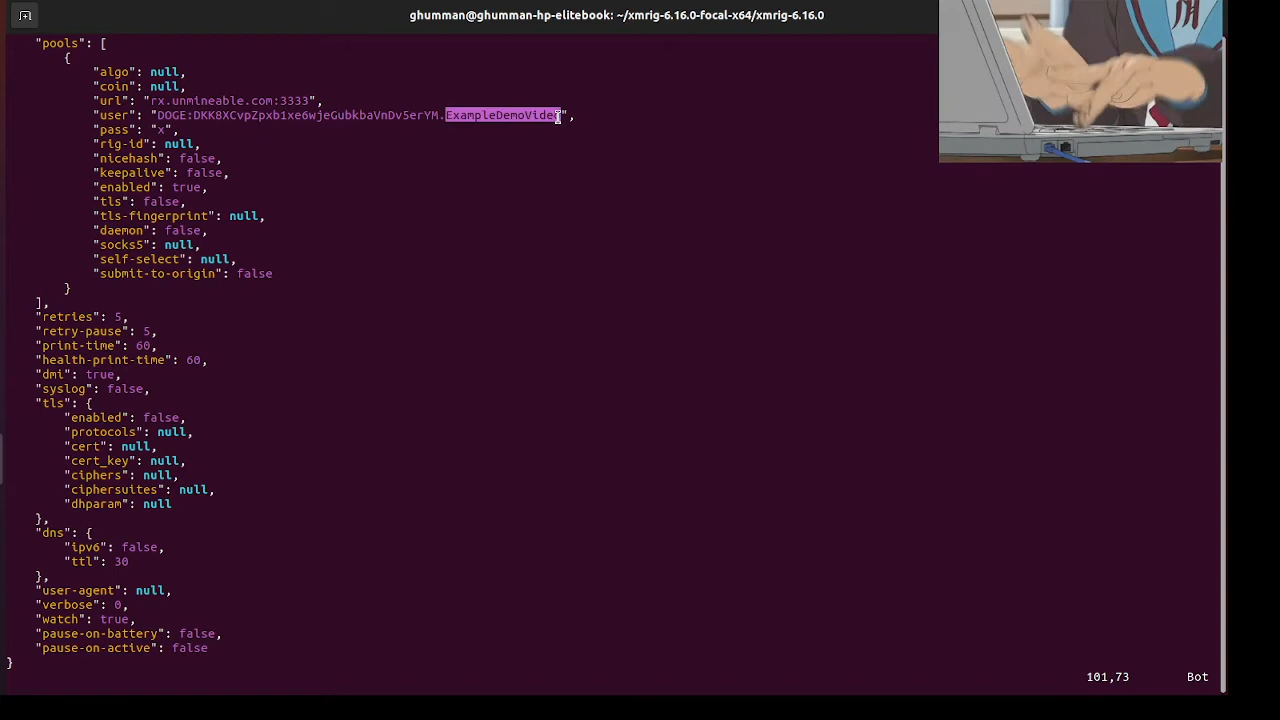 ghumman@ghumman-hp-elitebook: ~/xmrig-6.16.0-focal-x64/xmrig-6.16.0
"pools": [
{
"algo": null,
"coin": null,
"url": "rx.unmineable.com:3333",
"user": "DOGE:DKK8XCvpZpxb1xe6wjeGubkbaVnDv5erYM.ExampleDemoVideo",
"pass": "x",
"rig-id": null,
"nicehash": false,
"keepalive": false,
"enabled": true,
"tls": false,
"tls-fingerprint": null,
"daemon": false,
"socks5": null,
"self-select": null,
"submit-to-origin": false
}
],
"retries": 5,
"retry-pause": 5,
"print-time": 60,
"health-print-time": 60,
"dmi": true,
"syslog": false,
"tls": {
"enabled": false,
"protocols": null,
"cert": null,
"cert_key": null,
"ciphers": null,
"ciphersuites": null,
"dhparam": null
},
"dns": {
"ipv6": false,
"ttl": 30
},
"user-agent": null,
"verbose": 0,
"watch": true,
"pause-on-battery": false,
"pause-on-active": false
}
101,73 Bot